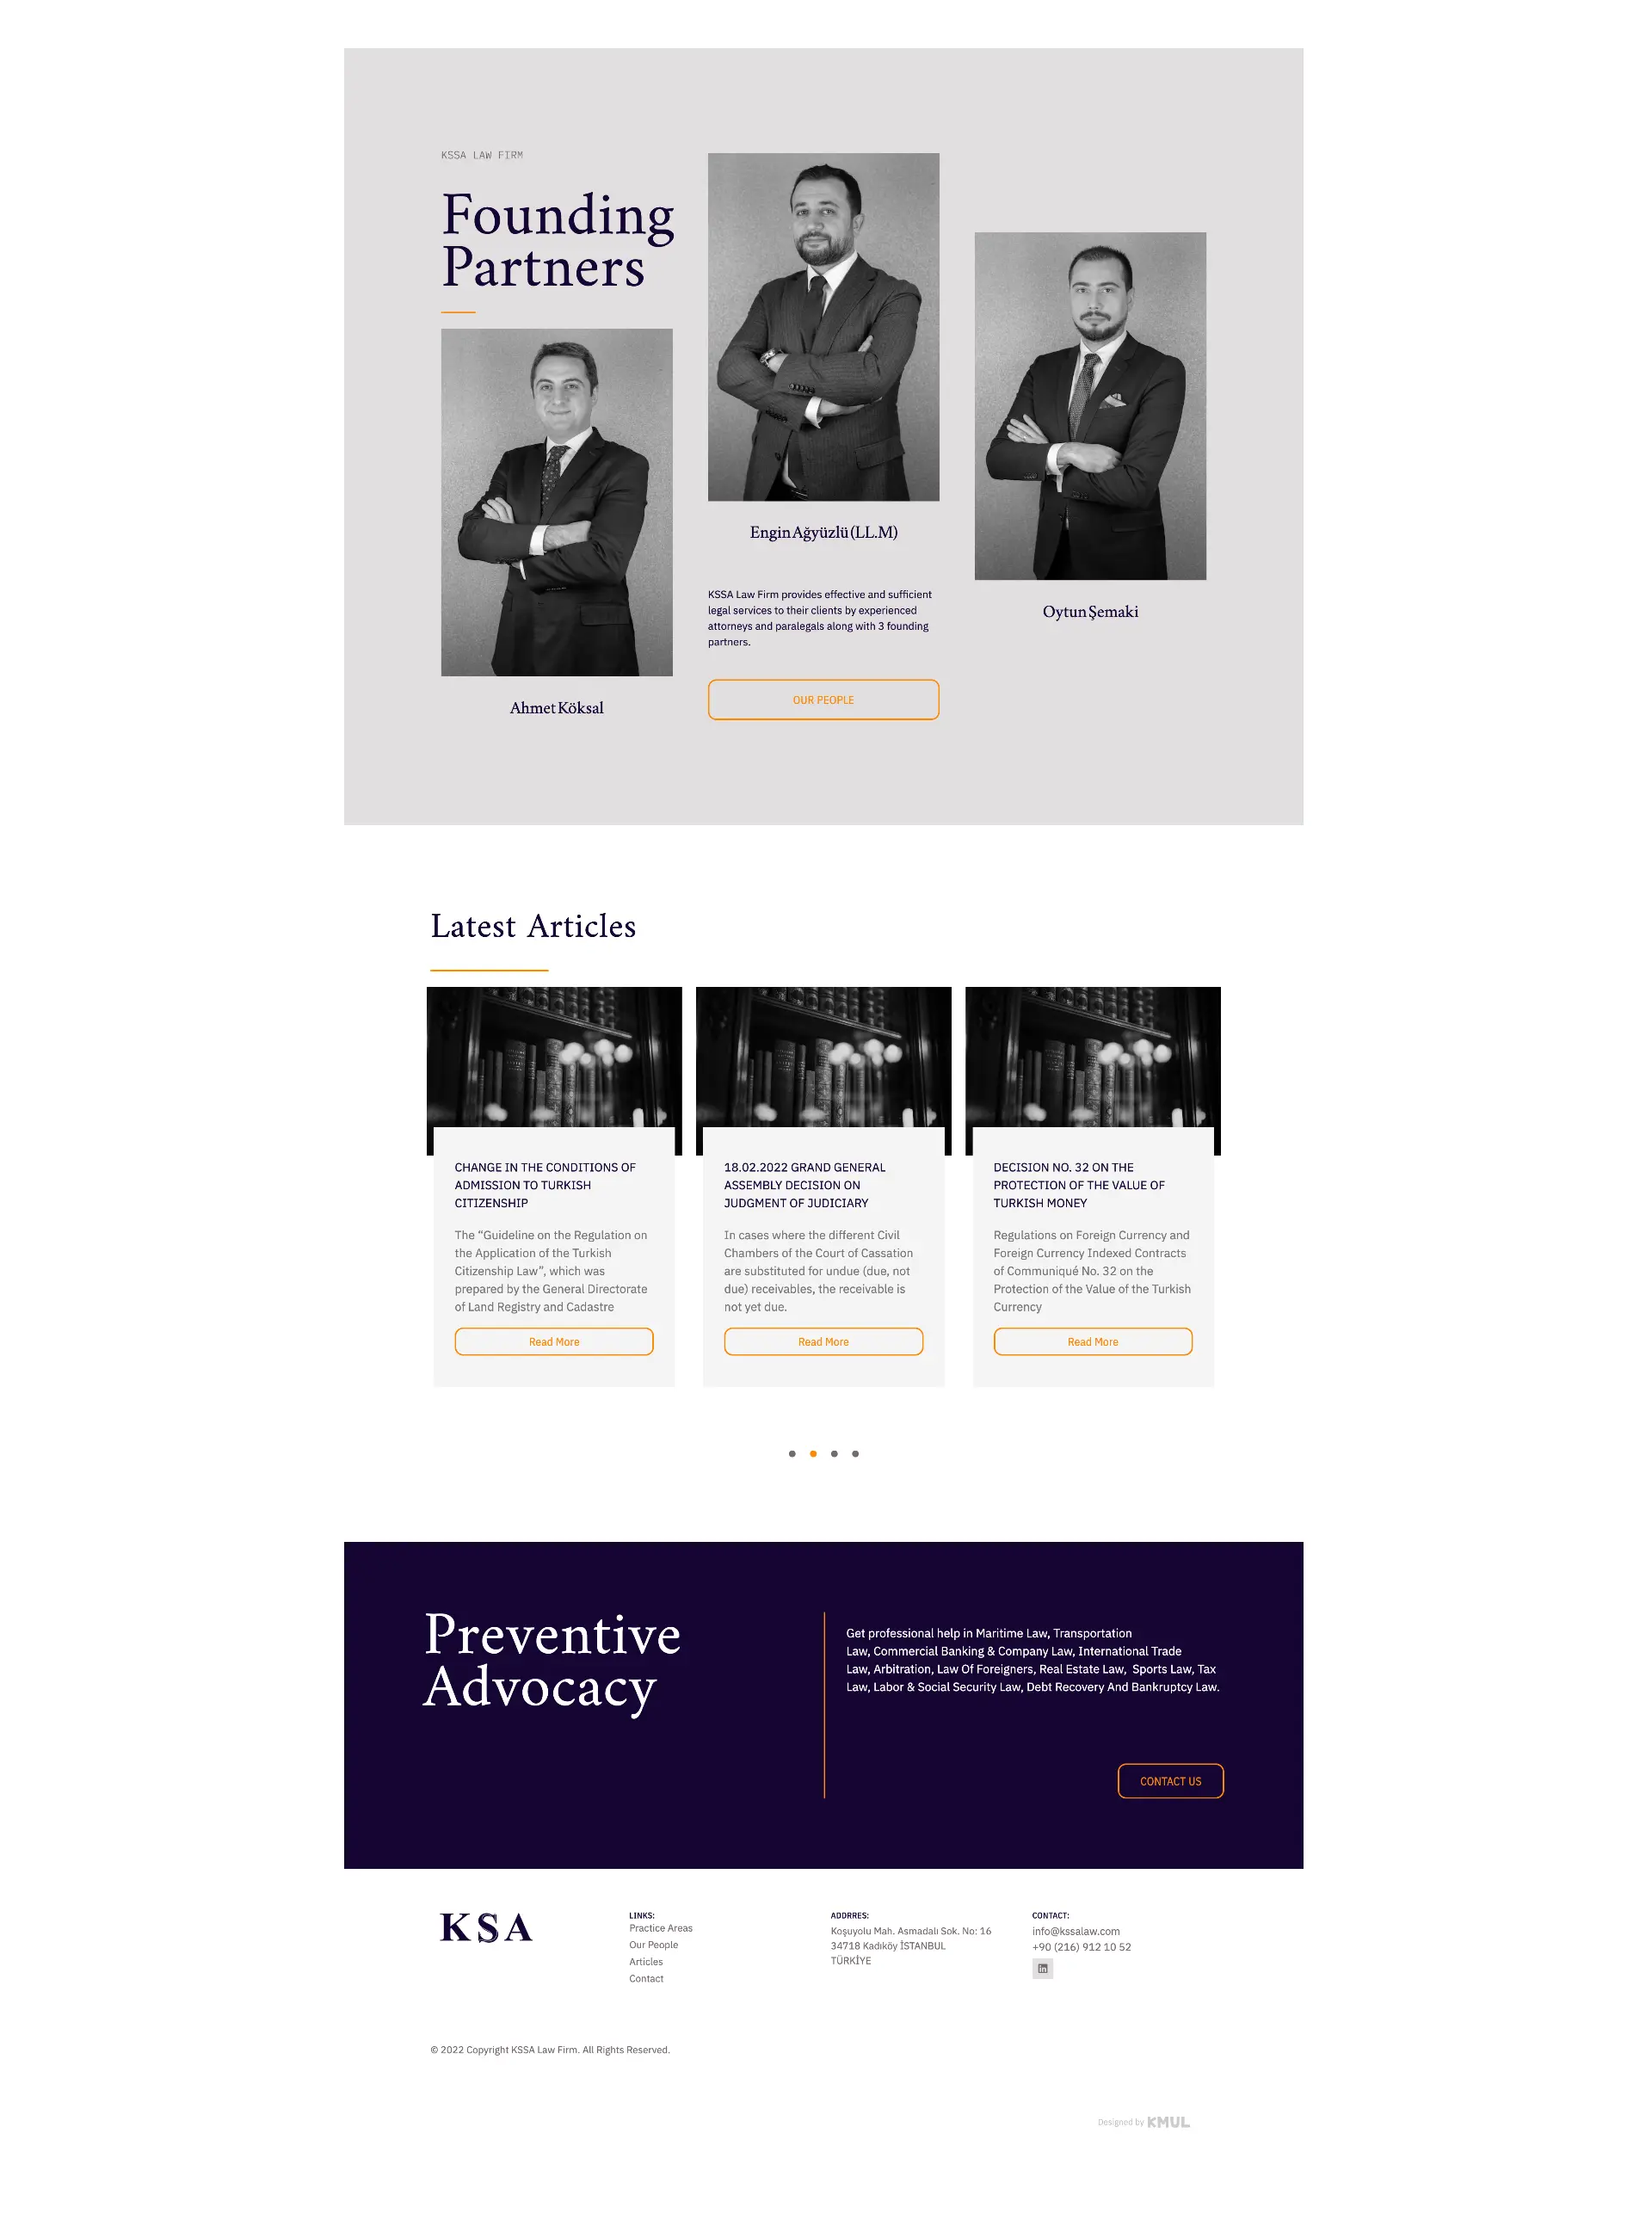 KSSA LAW FIRM
Founding
Partners
Ahmet Köksal
Engin Ağyüzlü (LL.M)
KSSA Law Firm provides effective and sufficient
legal services to their clients by experienced
attorneys and paralegals along with 3 founding
partners.
OUR PEOPLE
Oytun Şemaki
Latest Articles
CHANGE IN THE CONDITIONS OF
ADMISSION TO TURKISH
CITIZENSHIP
The “Guideline on the Regulation on
the Application of the Turkish
Citizenship Law”, which was
prepared by the General Directorate
of Land Registry and Cadastre
Read More
18.02.2022 GRAND GENERAL
ASSEMBLY DECISION ON
JUDGMENT OF JUDICIARY
In cases where the different Civil
Chambers of the Court of Cassation
are substituted for undue (due, not
due) receivables, the receivable is
not yet due.
Read More
DECISION NO. 32 ON THE
PROTECTION OF THE VALUE OF
TURKISH MONEY
Regulations on Foreign Currency and
Foreign Currency Indexed Contracts
of Communiqué No. 32 on the
Protection of the Value of the Turkish
Currency
Read More
Preventive
Advocacy
Get professional help in Maritime Law, Transportation
Law, Commercial Banking & Company Law, International Trade
Law, Arbitration, Law Of Foreigners, Real Estate Law, Sports Law, Tax
Law, Labor & Social Security Law, Debt Recovery And Bankruptcy Law.
CONTACT US
KSA
LINKS:
Practice Areas
Our People
Articles
Contact
ADDRRES:
Koşuyolu Mah. Asmadalı Sok. No: 16
34718 Kadıköy İSTANBUL
TÜRKİYE
CONTACT:
info@kssalaw.com
+90 (216) 912 10 52
in
© 2022 Copyright KSSA Law Firm. All Rights Reserved.
Designed by KMUL